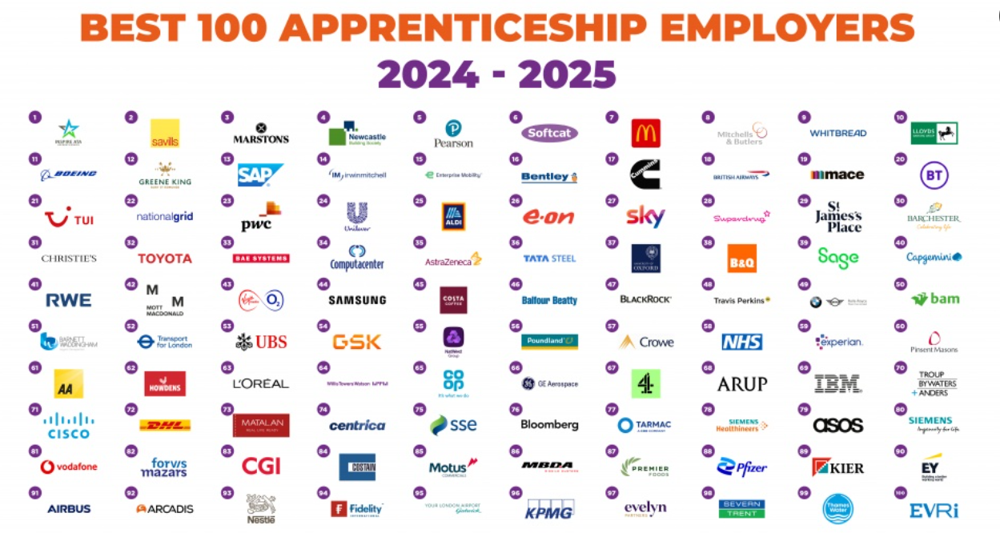 BEST 100 APPRENTICESHIP EMPLOYERS
2024 - 2025
1 2 3 4 5 6 7 8 9 10
savills MARSTONS Newcastle Building Society Pearson Softcat Mitchells & Butlers WHITBREAD LLOYDS
11 12 13 14 15 16 17 18 19 20
BOEING GREENE KING SAP IM irwinmitchell Enterprise Mobility Bentley Cummins BRITISH AIRWAYS mace BT
21 22 23 24 25 26 27 28 29 30
TUI nationalgrid pwc Unilever ALDI e·on sky Superdrug St James's Place BARCHESTER Celebrating life
31 32 33 34 35 36 37 38 39 40
CHRISTIE'S TOYOTA BAE SYSTEMS Computacenter AstraZeneca TATA STEEL UNIVERSITY OF OXFORD B&Q Sage Capgemini
41 42 43 44 45 46 47 48 49 50
RWE M M MOTT MACDONALD Virgin O2 SAMSUNG COSTA COFFEE Balfour Beatty BLACKROCK Travis Perkins bam
51 52 53 54 55 56 57 58 59 60
BARNETT WADDINGHAM Transport for London UBS GSK NatWest Group Poundland Crowe NHS experian. Pinsent Masons
61 62 63 64 65 66 67 68 69 70
AA HOWDENS L'ORÉAL Willis Towers Watson CO OP It's what we do GE Aerospace 4 ARUP IBM TROUP BYWATERS + ANDERS
71 72 73 74 75 76 77 78 79 80
CISCO DHL MATALAN centrica sse Bloomberg TARMAC A CRH COMPANY SIEMENS Healthineers asos SIEMENS Ingenuity for life
81 82 83 84 85 86 87 88 89 90
vodafone forvis mazars CGI COSTAIN Motus COMMERCIALS MBDA PREMIER FOODS Pfizer KIER EY Building a better working world
91 92 93 94 95 96 97 98 99 100
AIRBUS ARCADIS Nestlé Fidelity INTERNATIONAL YOUR LONDON AIRPORT Gatwick KPMG evelyn PARTNERS SEVERN TRENT Thames Water EVRi